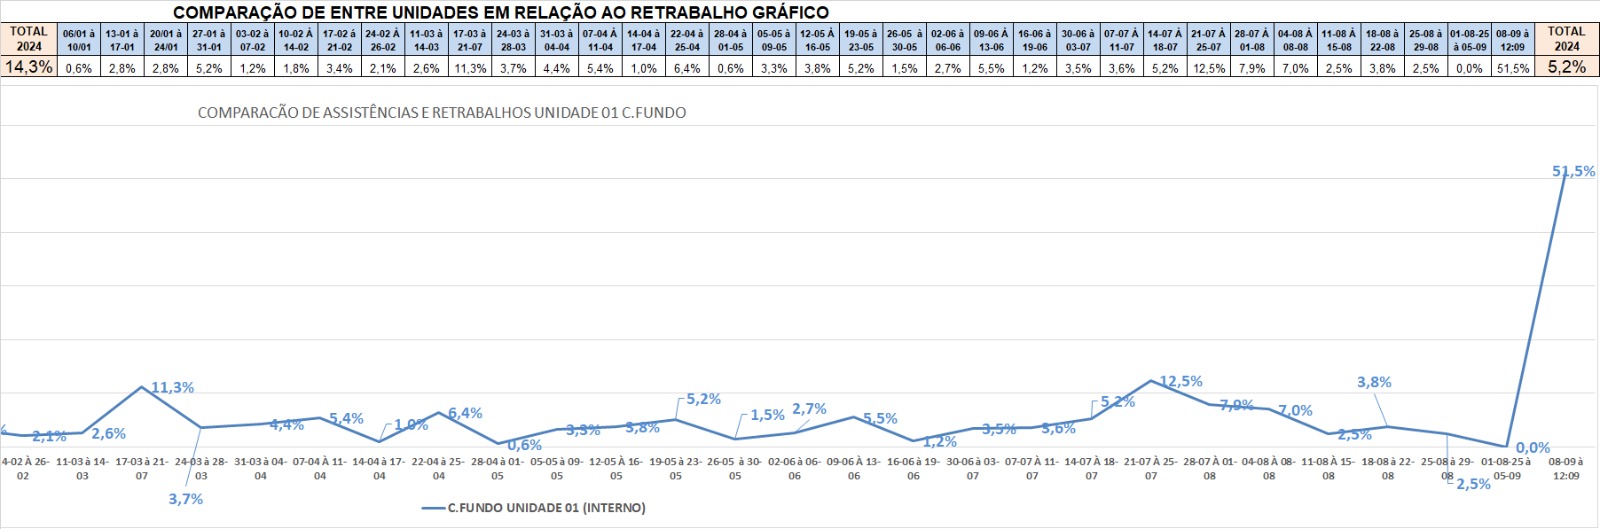 COMPARAÇÃO DE ENTRE UNIDADES EM RELAÇÃO AO RETRABALHO GRÁFICO
TOTAL 06/01 à 13-01 à 20/01 à 27-01 à 03-02 à 10-02 À 17-02 à 24-02 À 11-03 à 17-03 à 24-03 à 31-03 à 07-04 À 14-04 à 22-04 à 28-04 à 05-05 à 12-05 À 19-05 à 26-05 à 02-06 à 09-06 À 16-06 à 30-06 à 07-07 À 14-07 À 21-07 À 28-07 À 04-08 À 11-08 À 18-08 à 25-08 à 01-08-25 08-09 à TOTAL
2024 10/01 17-01 24/01 31-01 07-02 14-02 21-02 26-02 14-03 21-07 28-03 04-04 11-04 17-04 25-04 01-05 09-05 16-05 23-05 30-05 06-06 13-06 19-06 03-07 11-07 18-07 25-07 01-08 08-08 15-08 22-08 29-08 à 05-09 12:09 2024
14,3% 0,6% 2,8% 2,8% 5,2% 1,2% 1,8% 3,4% 2,1% 2,6% 11,3% 3,7% 4,4% 5,4% 1,0% 6,4% 0,6% 3,3% 3,8% 5,2% 1,5% 2,7% 5,5% 1,2% 3,5% 3,6% 5,2% 12,5% 7,9% 7,0% 2,5% 3,8% 2,5% 0,0% 51,5% 5,2%
COMPARACÃO DE ASSISTÊNCIAS E RETRABALHOS UNIDADE 01 C.FUNDO
51,5%
11,3% 12,5%
3,8%
5,2%
2,7%
1,5%
2,1% 2,6% 4,4% 5,4% 1,0% 6,4% 0,6% 3,3% 3,8% 5,5% 1,2% 3,5% 3,6% 5,2% 7,9% 7,0% 2,5% 0,0%
4-02 À 26- 11-03 à 14- 17-03 à 21- 24-03 à 28- 31-03 à 04- 07-04 À 11- 14-04 à 17- 22-04 à 25- 28-04 à 01- 05-05 à 09- 12-05 À 16- 19-05 à 23- 26-05 à 30- 02-06 à 06- 09-06 À 13- 16-06 à 19- 30-06 à 03- 07-07 À 11- 14-07 À 18- 21-07 À 25- 28-07 À 01- 04-08 À 08- 11-08 À 15- 18-08 à 22- 25-08 à 29- 01-08-25 à 08-09 à
02 03 07 03 04 04 04 04 05 05 05 05 05 06 06 06 07 07 07 07 08 08 08 08 08 05-09 12:09
3,7% 2,5%
C.FUNDO UNIDADE 01 (INTERNO)